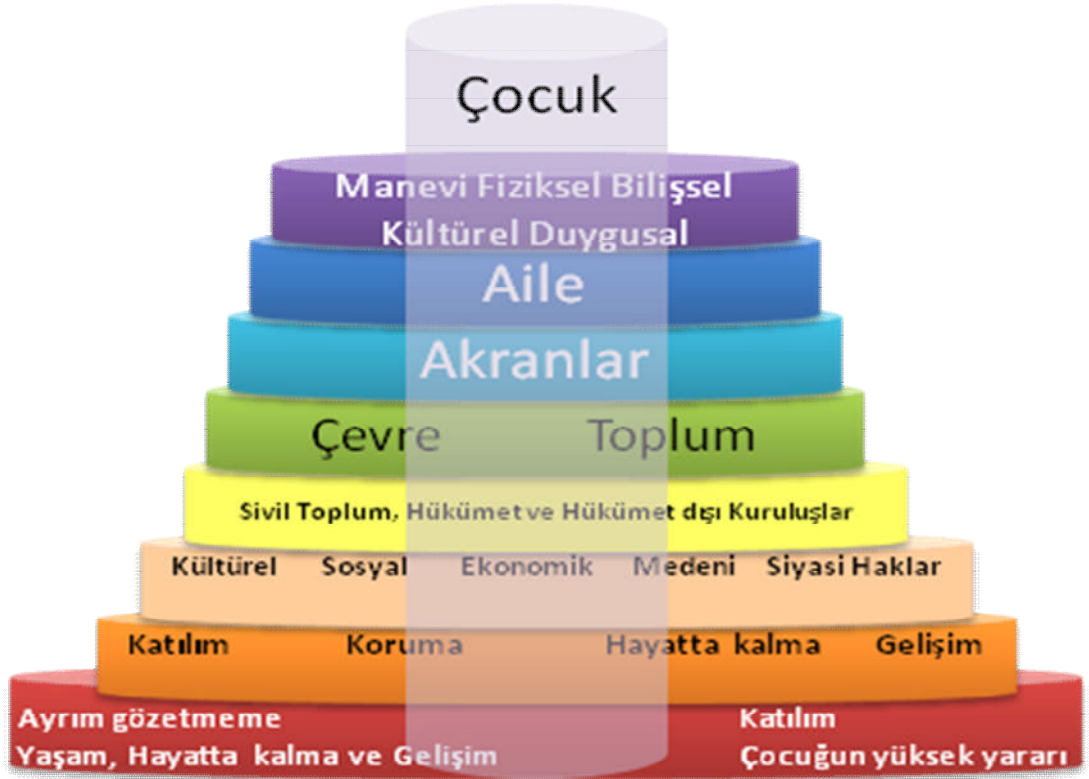 Çocuk
Manevi Fiziksel Bilişsel
Kültürel Duygusal
Aile
Akranlar
Çevre Toplum
Sivil Toplum, Hükümet ve Hükümet dışı Kuruluşlar
Kültürel Sosyal Ekonomik Medeni Siyasi Haklar
Katılım Koruma Hayatta kalma Gelişim
Ayrım gözetmeme Katılım
Yaşam, Hayatta kalma ve Gelişim Çocuğun yüksek yararı